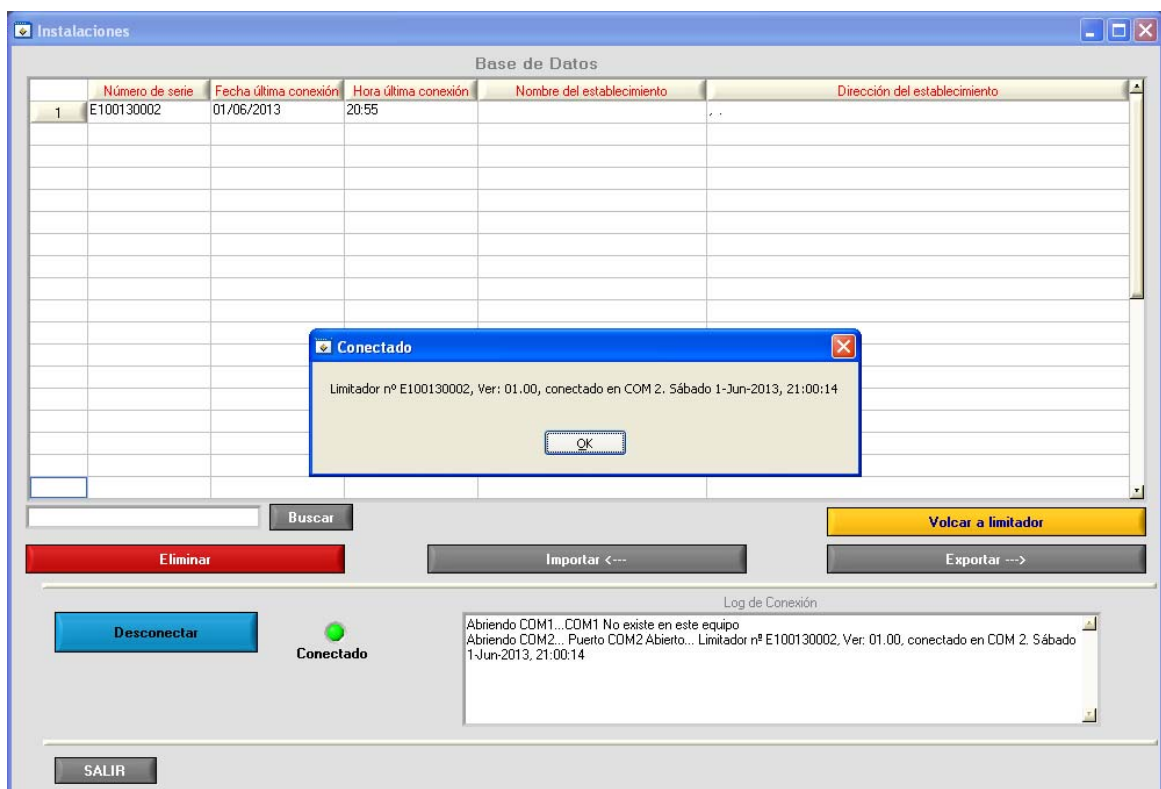 Instalaciones
Base de Datos
Número de serie Fecha última conexión Hora última conexión Nombre del establecimiento Dirección del establecimiento
1 E100130002 01/06/2013 20:55 , .
Conectado
Limitador nº E100130002, Ver: 01.00, conectado en COM 2. Sábado 1-Jun-2013, 21:00:14
OK
Buscar
Volcar a limitador
Eliminar Importar <--- Exportar --->
Log de Conexión
Abriendo COM1...COM1 No existe en este equipo
Abriendo COM2... Puerto COM2 Abierto... Limitador nª E100130002, Ver: 01.00, conectado en COM 2. Sábado
1-Jun-2013, 21:00:14
Desconectar
Conectado
SALIR